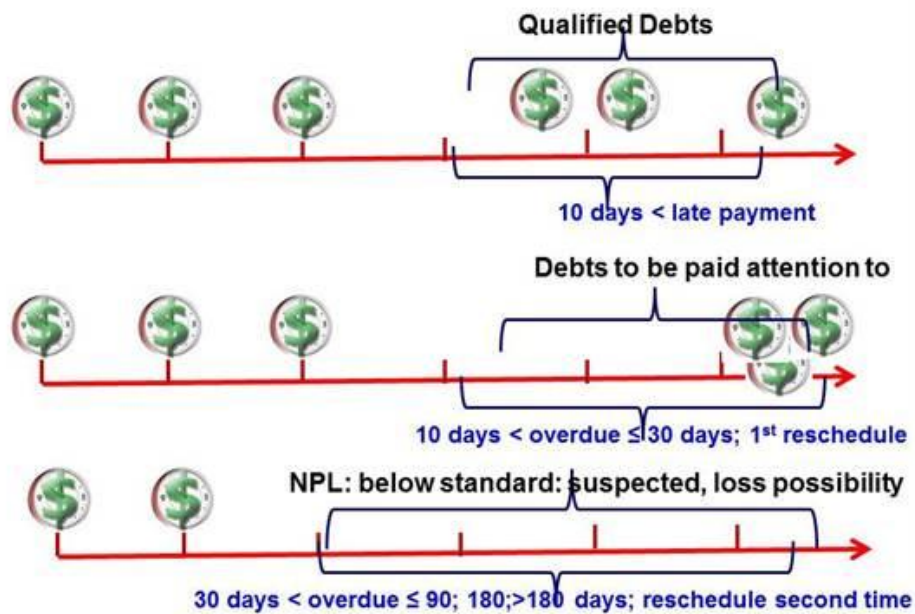 Qualified Debts
10 days < late payment
Debts to be paid attention to
10 days < overdue ≤ 30 days; 1st reschedule
NPL: below standard: suspected, loss possibility
30 days < overdue ≤ 90; 180;>180 days; reschedule second time